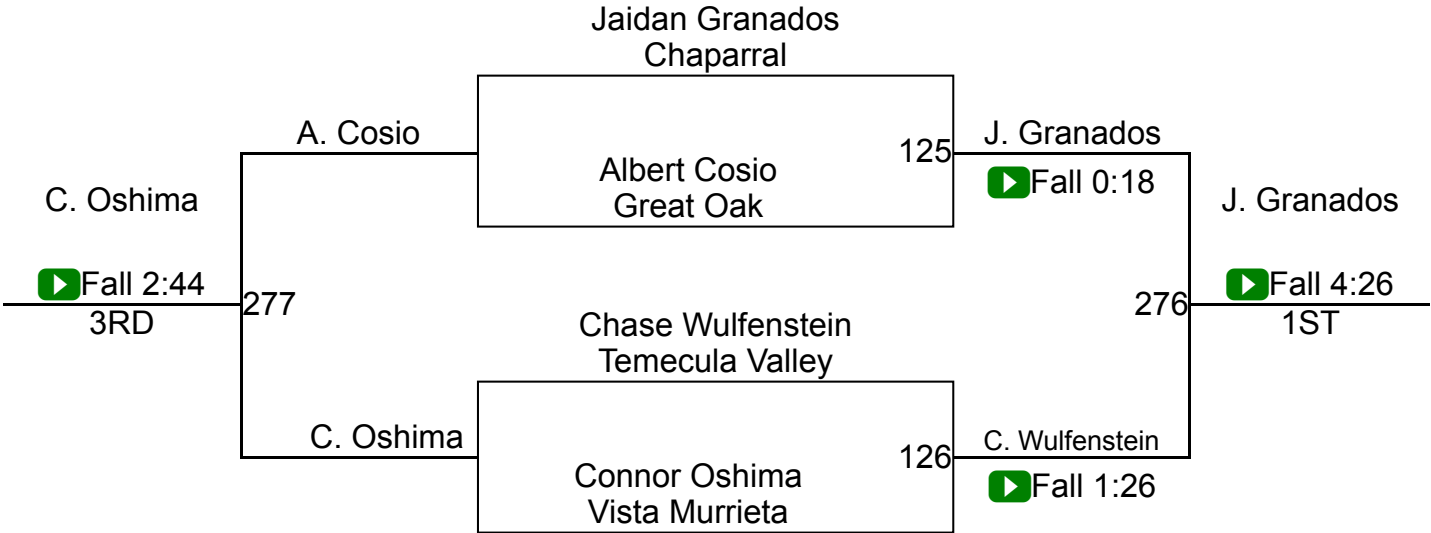 Jaidan Granados
Chaparral
A. Cosio
125
J. Granados
Albert Cosio
Great Oak
Fall 0:18
C. Oshima
J. Granados
Fall 2:44
277
3RD
276
Fall 4:26
1ST
Chase Wulfenstein
Temecula Valley
C. Oshima
126
C. Wulfenstein
Connor Oshima
Vista Murrieta
Fall 1:26